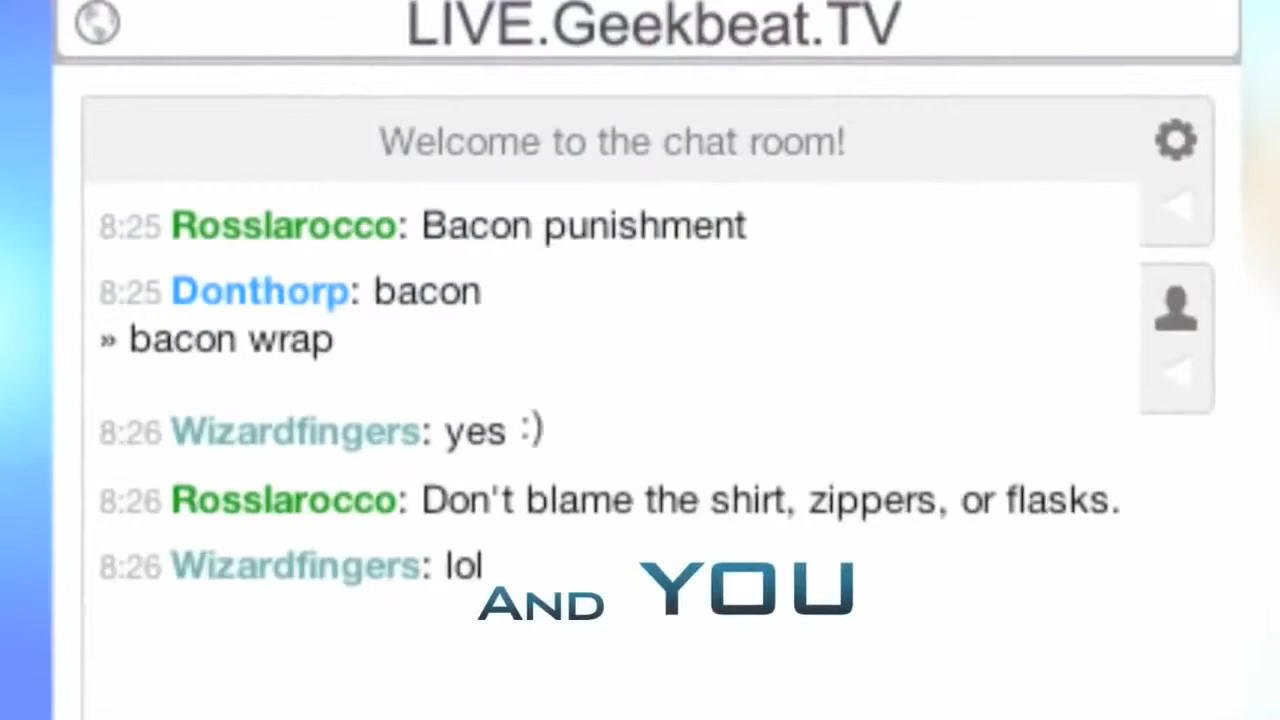 LIVE.Geekbeat.TV
Welcome to the chat room!
8:25 Rosslarocco: Bacon punishment
8:25 Donthorp: bacon
» bacon wrap
8:26 Wizardfingers: yes :)
8:26 Rosslarocco: Don't blame the shirt, zippers, or flasks.
8:26 Wizardfingers: lol
AND YOU